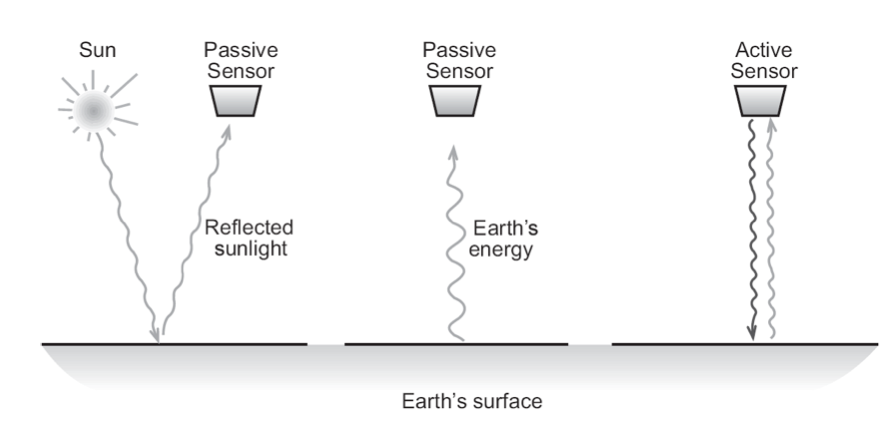 Sun
Passive
Sensor
Passive
Sensor
Active
Sensor
Reflected
sunlight
Earth's
energy
Earth's surface